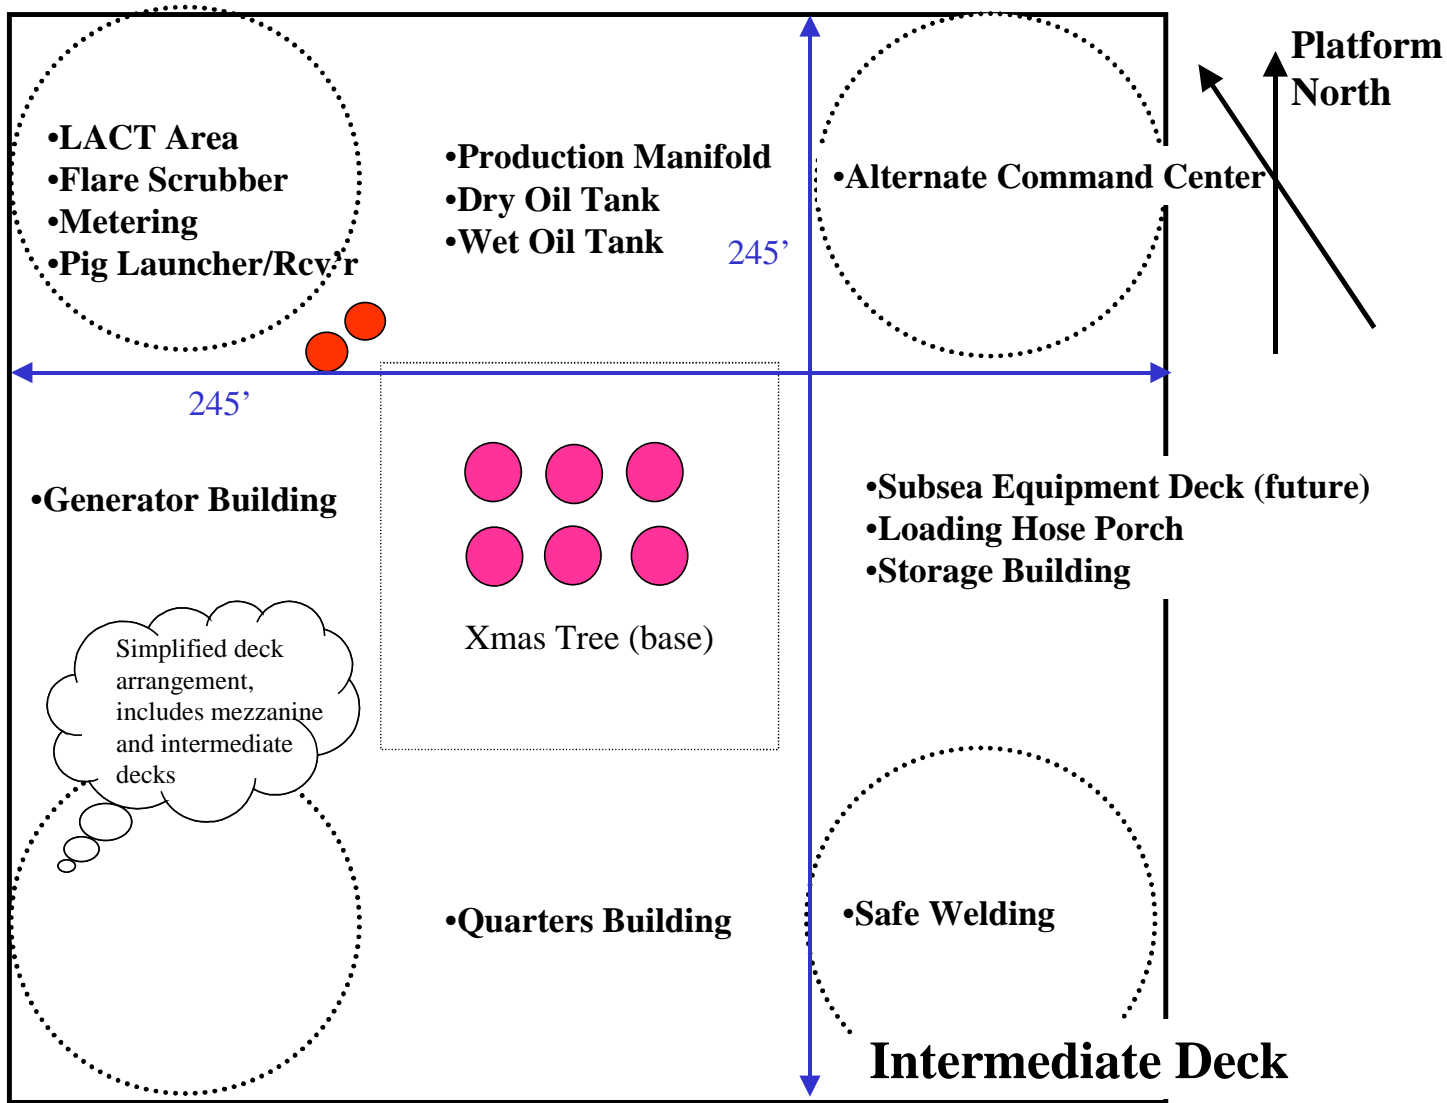 Platform
North
•LACT Area
•Flare Scrubber
•Metering
•Pig Launcher/Rcv’r
•Production Manifold
•Dry Oil Tank
•Wet Oil Tank
245’
•Alternate Command Center
245’
•Generator Building
Xmas Tree (base)
•Subsea Equipment Deck (future)
•Loading Hose Porch
•Storage Building
Simplified deck
arrangement,
includes mezzanine
and intermediate
decks
•Quarters Building
•Safe Welding
Intermediate Deck